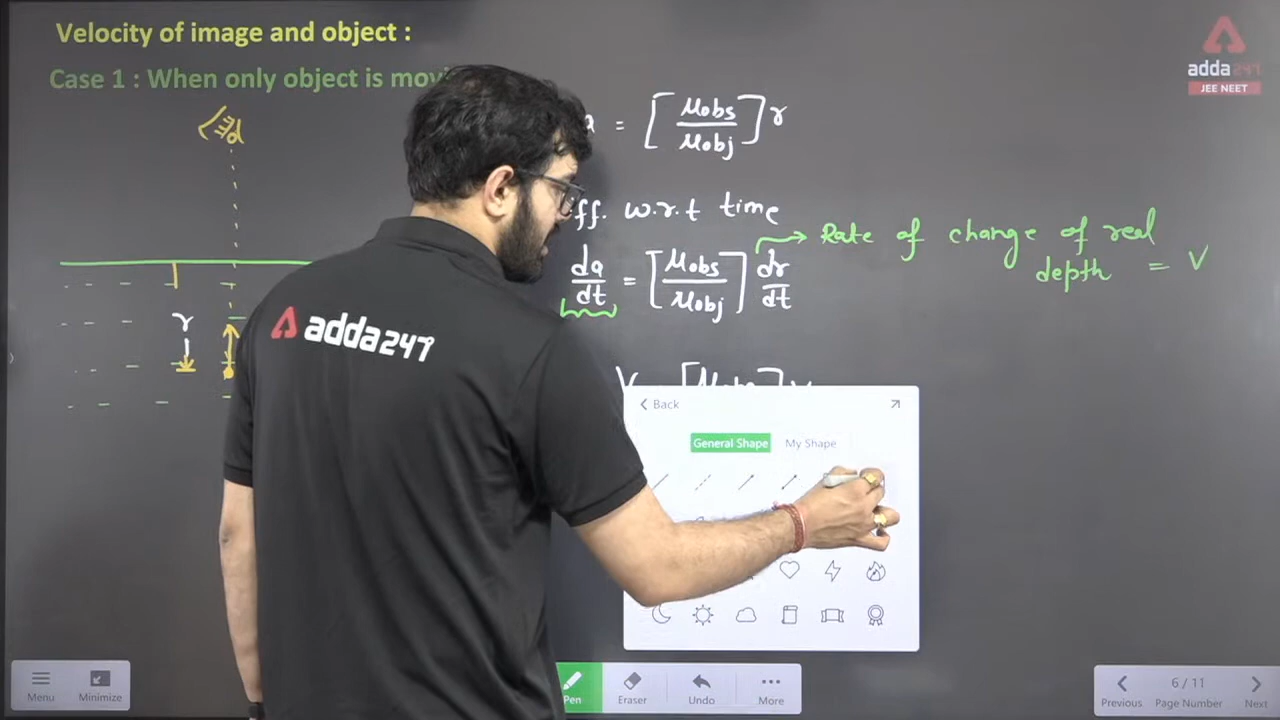 Velocity of image and object :
Case 1 : When only object is movi
adda247
JEE NEET
a = [μobs/μobj] r
iff. w.r.t time
da/dt = [μobs/μobj] dr/dt → Rate of change of real depth = V
r
adda247
V
Back
General Shape My Shape
Menu Minimize
Pen Eraser Undo More
Previous 6 / 11 Page Number Next